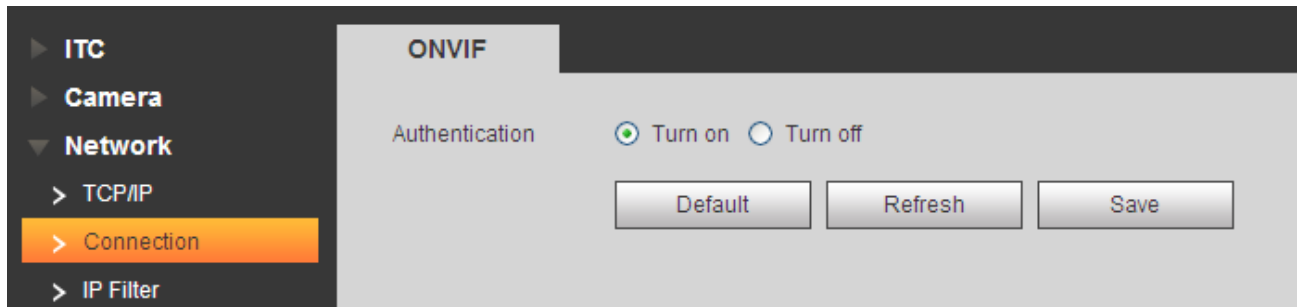 ITC
Camera
Network
TCP/IP
Connection
IP Filter
ONVIF
Authentication Turn on Turn off
Default Refresh Save